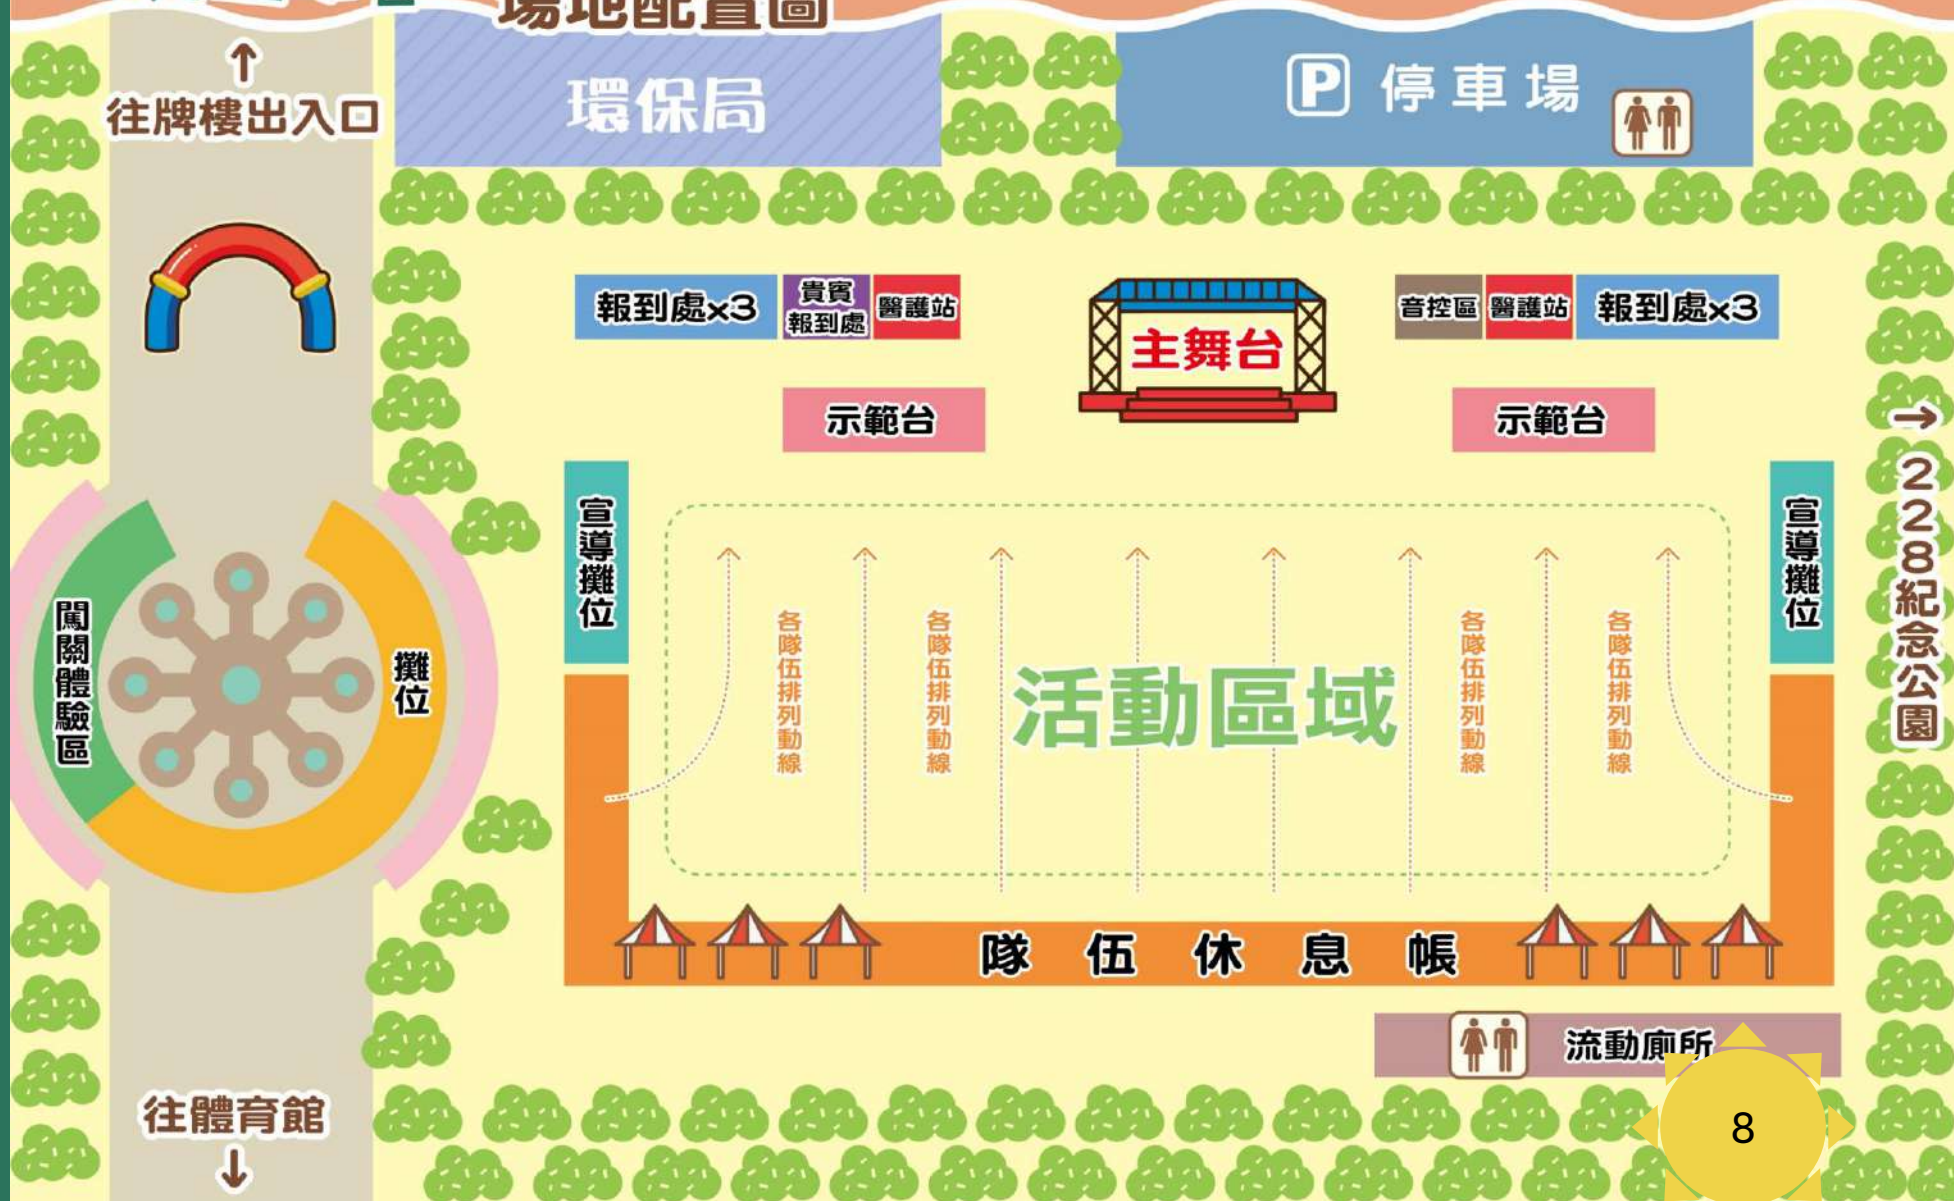 場地配置圖
往牌樓出入口
環保局
P 停車場
報到處x3
貴賓
報到處
醫護站
主舞台
音控區
醫護站
報到處x3
示範台
示範台
宣導攤位
宣導攤位
228紀念公園
闖關體驗區
攤位
各隊伍排列動線
各隊伍排列動線
活動區域
各隊伍排列動線
各隊伍排列動線
隊伍休息帳
流動廁所
往體育館
8